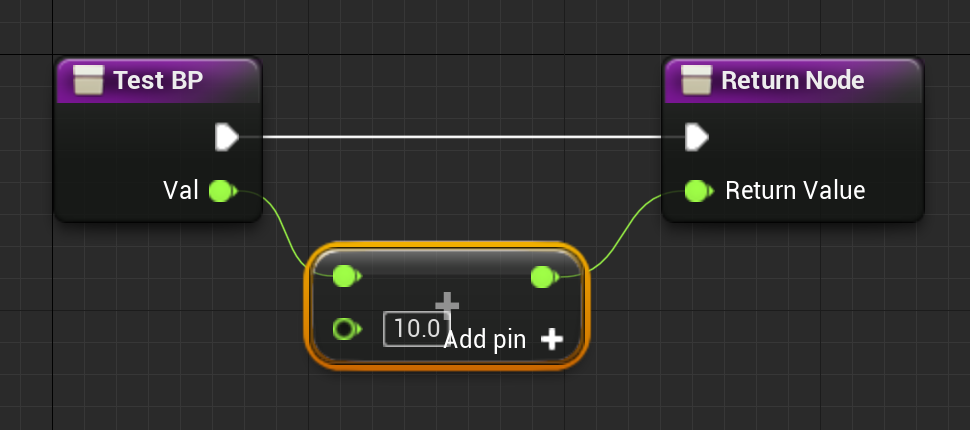 Test BP
Return Node
Val
Return Value
10.0
Add pin